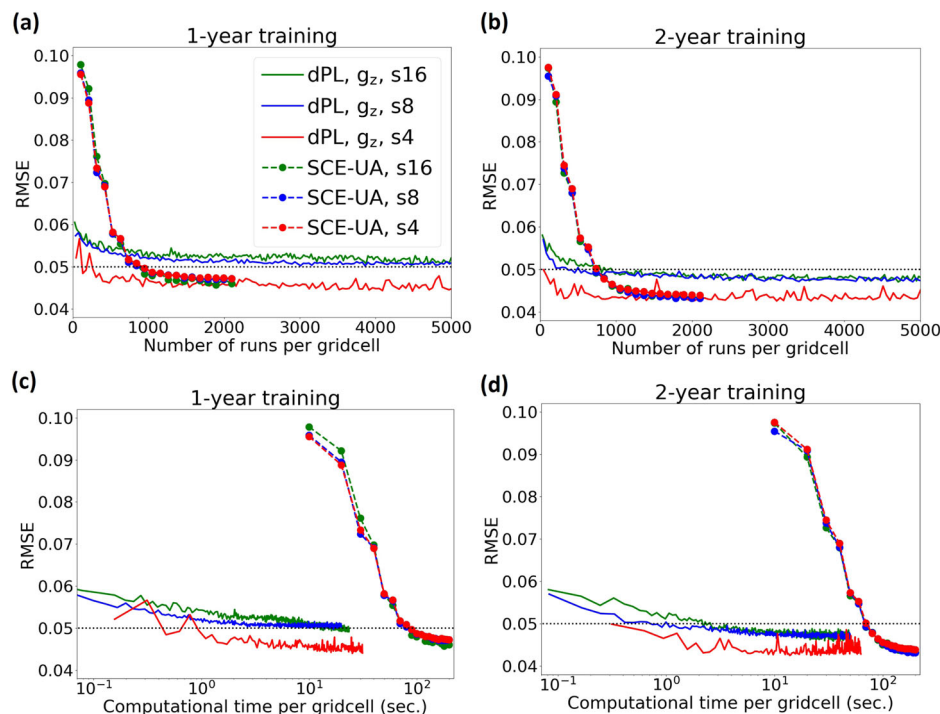 (a)
1-year training
0.10
0.09
0.08
0.07
0.06
0.05
0.04
RMSE
dPL, gz, s16
dPL, gz, s8
dPL, gz, s4
SCE-UA, s16
SCE-UA, s8
SCE-UA, s4
0 1000 2000 3000 4000 5000
Number of runs per gridcell
(b)
2-year training
0.10
0.09
0.08
0.07
0.06
0.05
0.04
RMSE
0 1000 2000 3000 4000 5000
Number of runs per gridcell
(c)
1-year training
0.10
0.09
0.08
0.07
0.06
0.05
0.04
RMSE
10⁻¹ 10⁰ 10¹ 10²
Computational time per gridcell (sec.)
(d)
2-year training
0.10
0.09
0.08
0.07
0.06
0.05
0.04
RMSE
10⁻¹ 10⁰ 10¹ 10²
Computational time per gridcell (sec.)